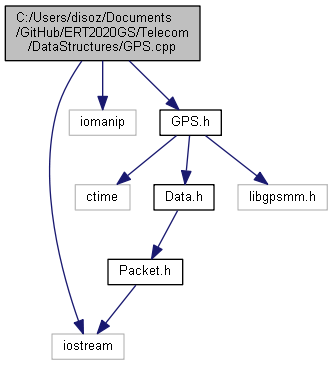 C:/Users/disoz/Documents
/GitHub/ERT2020GS/Telecom
/DataStructures/GPS.cpp
iomanip
GPS.h
ctime
Data.h
libgpsmm.h
Packet.h
iostream